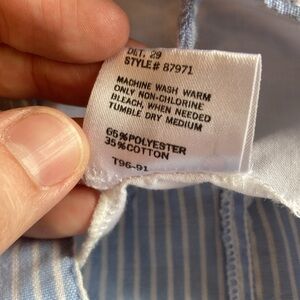 DET. 29
STYLE# 87971
MACHINE WASH WARM
ONLY NON-CHLORINE
BLEACH, WHEN NEEDED
TUMBLE DRY MEDIUM
65%POLYESTER
35%COTTON
T96-91